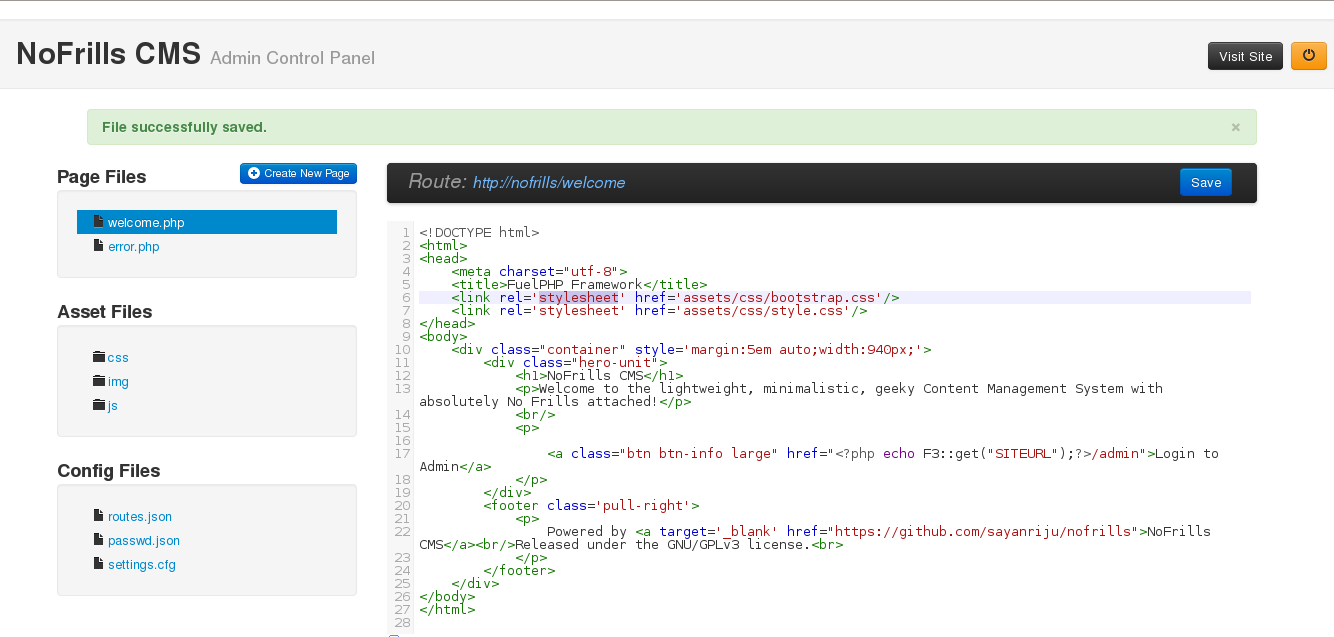 NoFrills CMS Admin Control Panel
Visit Site
File successfully saved.
×
Page Files
Create New Page
welcome.php
error.php
Asset Files
css
img
js
Config Files
routes.json
passwd.json
settings.cfg
Route: http://nofrills/welcome
Save
1 <!DOCTYPE html>
2 <html>
3 <head>
4     <meta charset="utf-8">
5     <title>FuelPHP Framework</title>
6     <link rel='stylesheet' href='assets/css/bootstrap.css'/>
7     <link rel='stylesheet' href='assets/css/style.css'/>
8 </head>
9 <body>
10     <div class="container" style='margin:5em auto;width:940px;'>
11         <div class="hero-unit">
12             <h1>NoFrills CMS</h1>
13             <p>Welcome to the lightweight, minimalistic, geeky Content Management System with
absolutely No Frills attached!</p>
14             <br/>
15             <p>
16
17                 <a class="btn btn-info large" href="<?php echo F3::get("SITEURL");?>/admin">Login to
Admin</a>
18             </p>
19         </div>
20         <footer class='pull-right'>
21             <p>
22                 Powered by <a target='_blank' href="https://github.com/sayanriju/nofrills">NoFrills
CMS</a><br/>Released under the GNU/GPLv3 license.<br>
23             </p>
24         </footer>
25     </div>
26 </body>
27 </html>
28